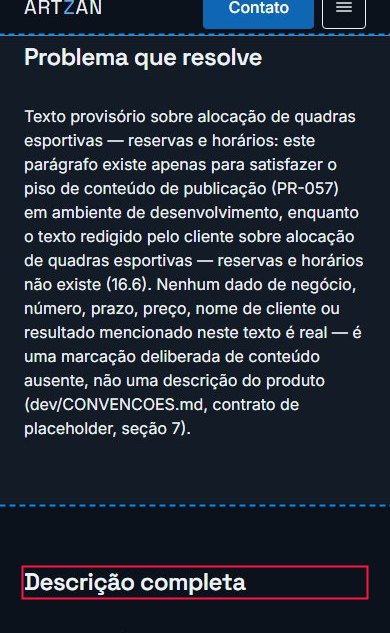 ARTZAN
Contato
Problema que resolve
Texto provisório sobre alocação de quadras
esportivas — reservas e horários: este
parágrafo existe apenas para satisfazer o
piso de conteúdo de publicação (PR-057)
em ambiente de desenvolvimento, enquanto
o texto redigido pelo cliente sobre alocação
de quadras esportivas — reservas e horários
não existe (16.6). Nenhum dado de negócio,
número, prazo, preço, nome de cliente ou
resultado mencionado neste texto é real — é
uma marcação deliberada de conteúdo
ausente, não uma descrição do produto
(dev/CONVENCOES.md, contrato de
placeholder, seção 7).
Descrição completa